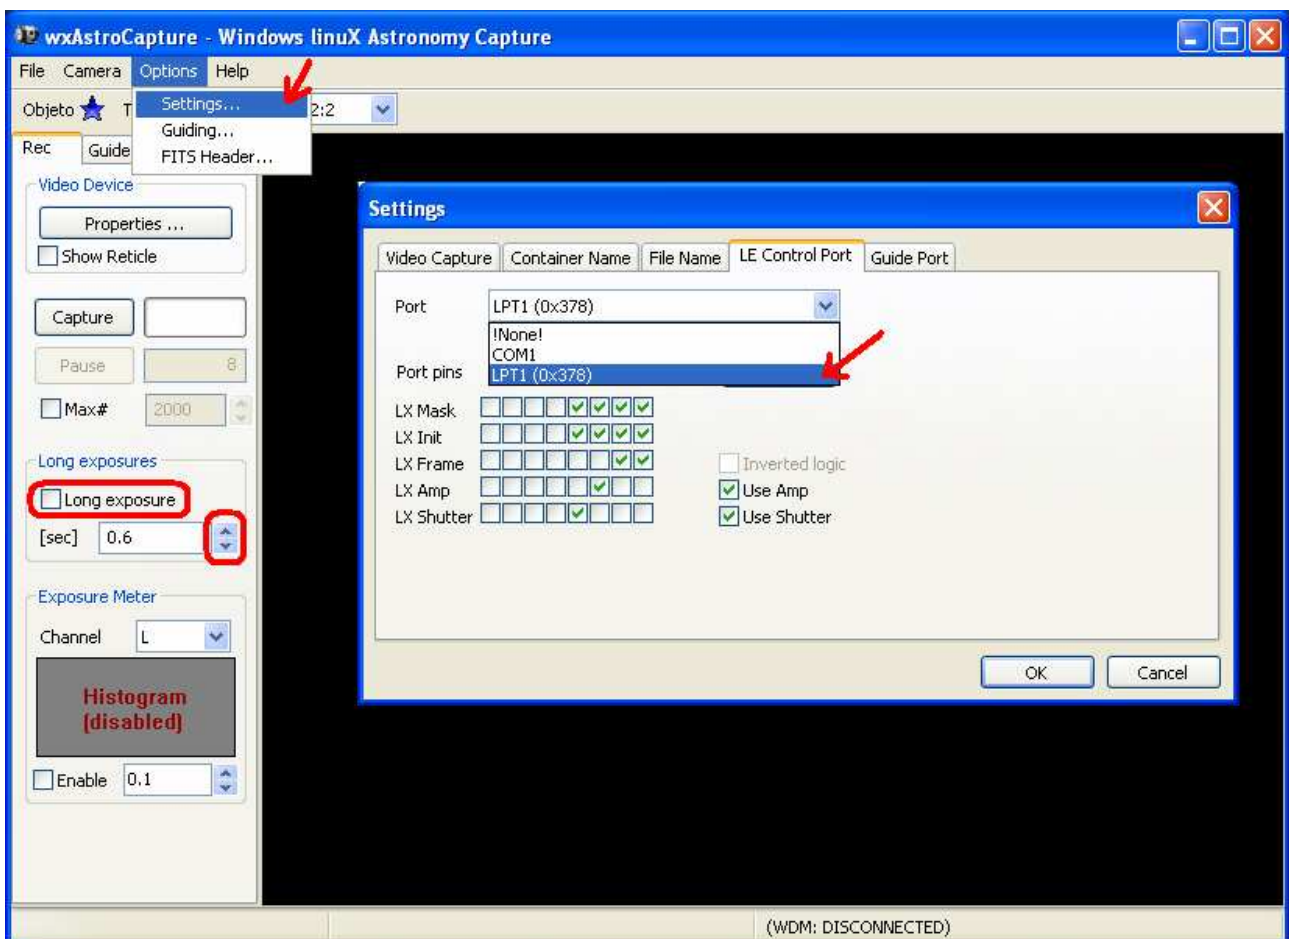 wxAstroCapture - Windows linuX Astronomy Capture
File Camera Options Help
Objeto T 2:2
Settings...
Guiding...
FITS Header...
Rec Guide
Video Device
Properties ...
Show Reticle
Capture
Pause 8
Max# 2000
Long exposures
Long exposure
[sec] 0.6
Exposure Meter
Channel L
Histogram
(disabled)
Enable 0.1
Settings
Video Capture Container Name File Name LE Control Port Guide Port
Port LPT1 (0x378)
!None!
COM1
Port pins LPT1 (0x378)
LX Mask
LX Init
LX Frame Inverted logic
LX Amp Use Amp
LX Shutter Use Shutter
OK Cancel
(WDM: DISCONNECTED)